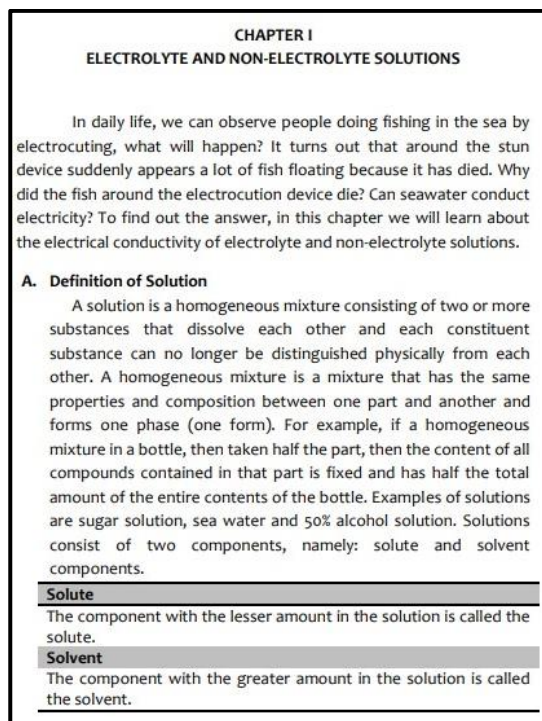 CHAPTER I
ELECTROLYTE AND NON-ELECTROLYTE SOLUTIONS
In daily life, we can observe people doing fishing in the sea by
electrocuting, what will happen? It turns out that around the stun
device suddenly appears a lot of fish floating because it has died. Why
did the fish around the electrocution device die? Can seawater conduct
electricity? To find out the answer, in this chapter we will learn about
the electrical conductivity of electrolyte and non-electrolyte solutions.
A. Definition of Solution
A solution is a homogeneous mixture consisting of two or more
substances that dissolve each other and each constituent
substance can no longer be distinguished physically from each
other. A homogeneous mixture is a mixture that has the same
properties and composition between one part and another and
forms one phase (one form). For example, if a homogeneous
mixture in a bottle, then taken half the part, then the content of all
compounds contained in that part is fixed and has half the total
amount of the entire contents of the bottle. Examples of solutions
are sugar solution, sea water and 50% alcohol solution. Solutions
consist of two components, namely: solute and solvent
components.
Solute
The component with the lesser amount in the solution is called the
solute.
Solvent
The component with the greater amount in the solution is called
the solvent.